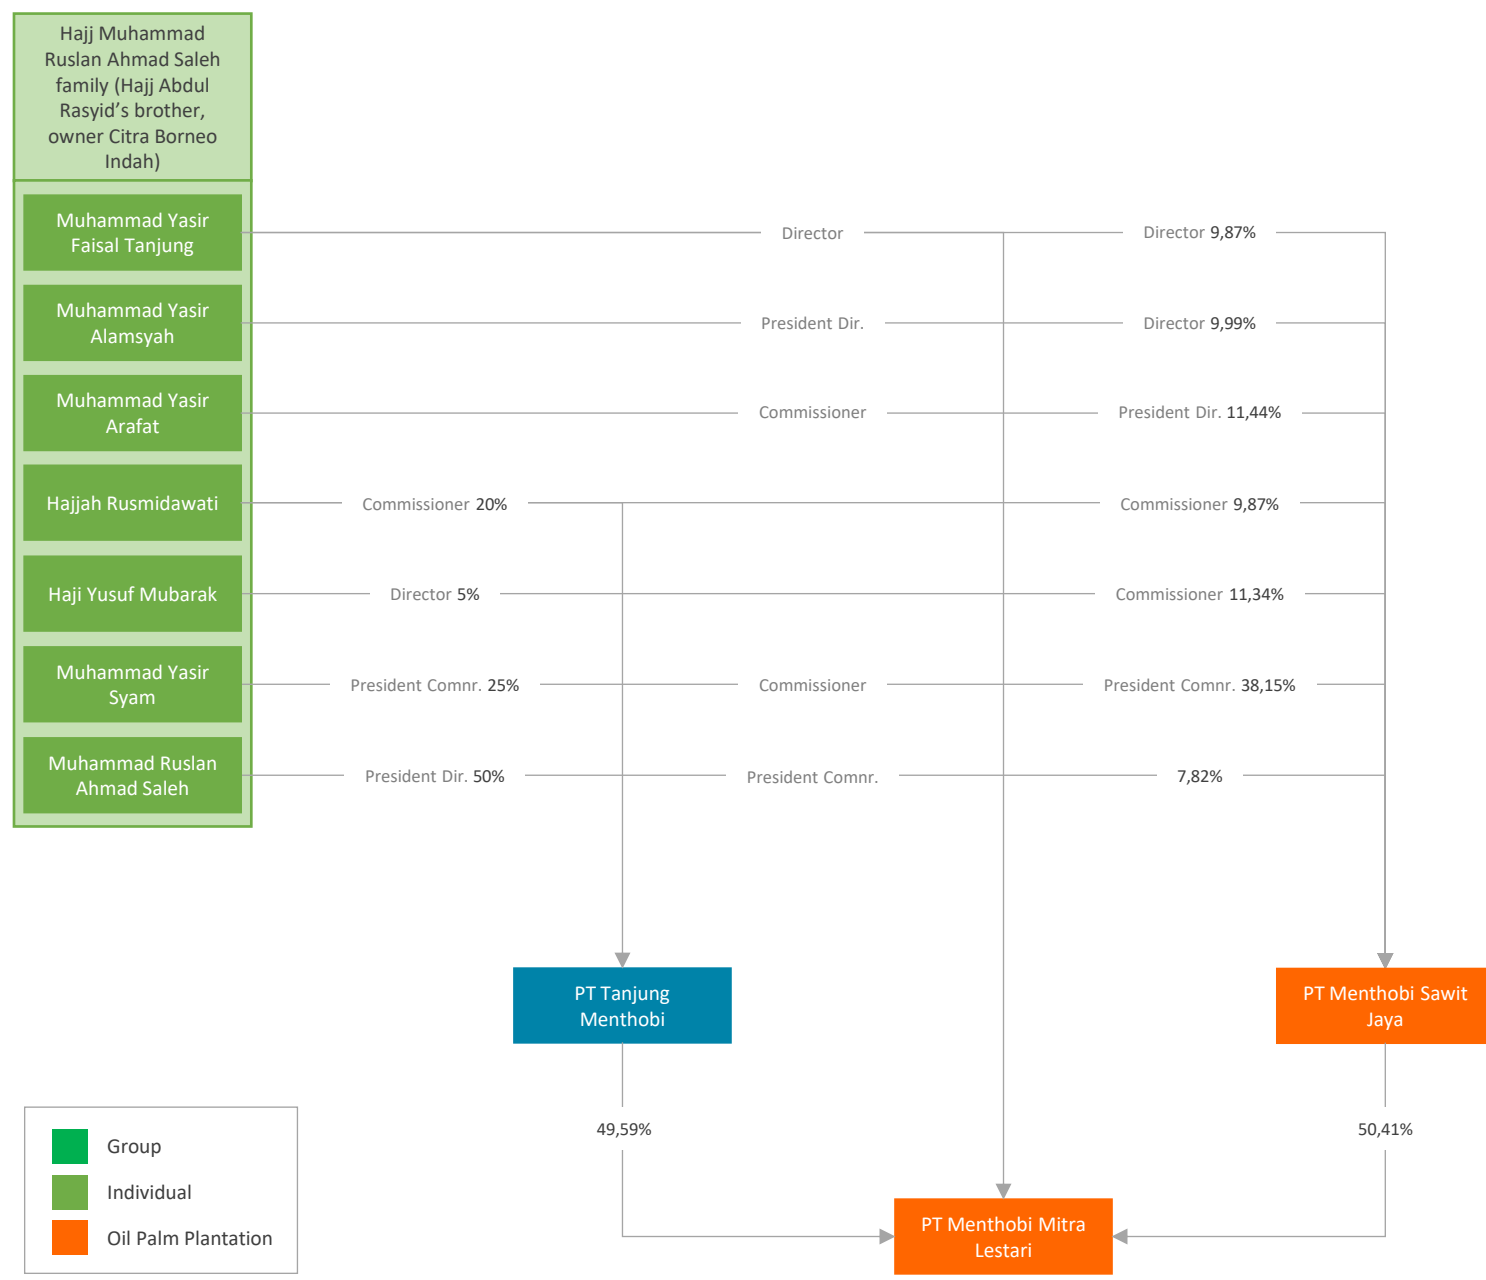 Hajj Muhammad
Ruslan Ahmad Saleh
family (Hajj Abdul
Rasyid's brother,
owner Citra Borneo
Indah)
Muhammad Yasir
Faisal Tanjung
Director
Director 9,87%
Muhammad Yasir
Alamsyah
President Dir.
Director 9,99%
Muhammad Yasir
Arafat
Commissioner
President Dir. 11,44%
Hajjah Rusmidawati
Commissioner 20%
Commissioner 9,87%
Haji Yusuf Mubarak
Director 5%
Commissioner 11,34%
Muhammad Yasir
Syam
President Comnr. 25%
Commissioner
President Comnr. 38,15%
Muhammad Ruslan
Ahmad Saleh
President Dir. 50%
President Comnr.
7,82%
PT Tanjung
Menthobi
PT Menthobi Sawit
Jaya
49,59%
50,41%
PT Menthobi Mitra
Lestari
Group
Individual
Oil Palm Plantation